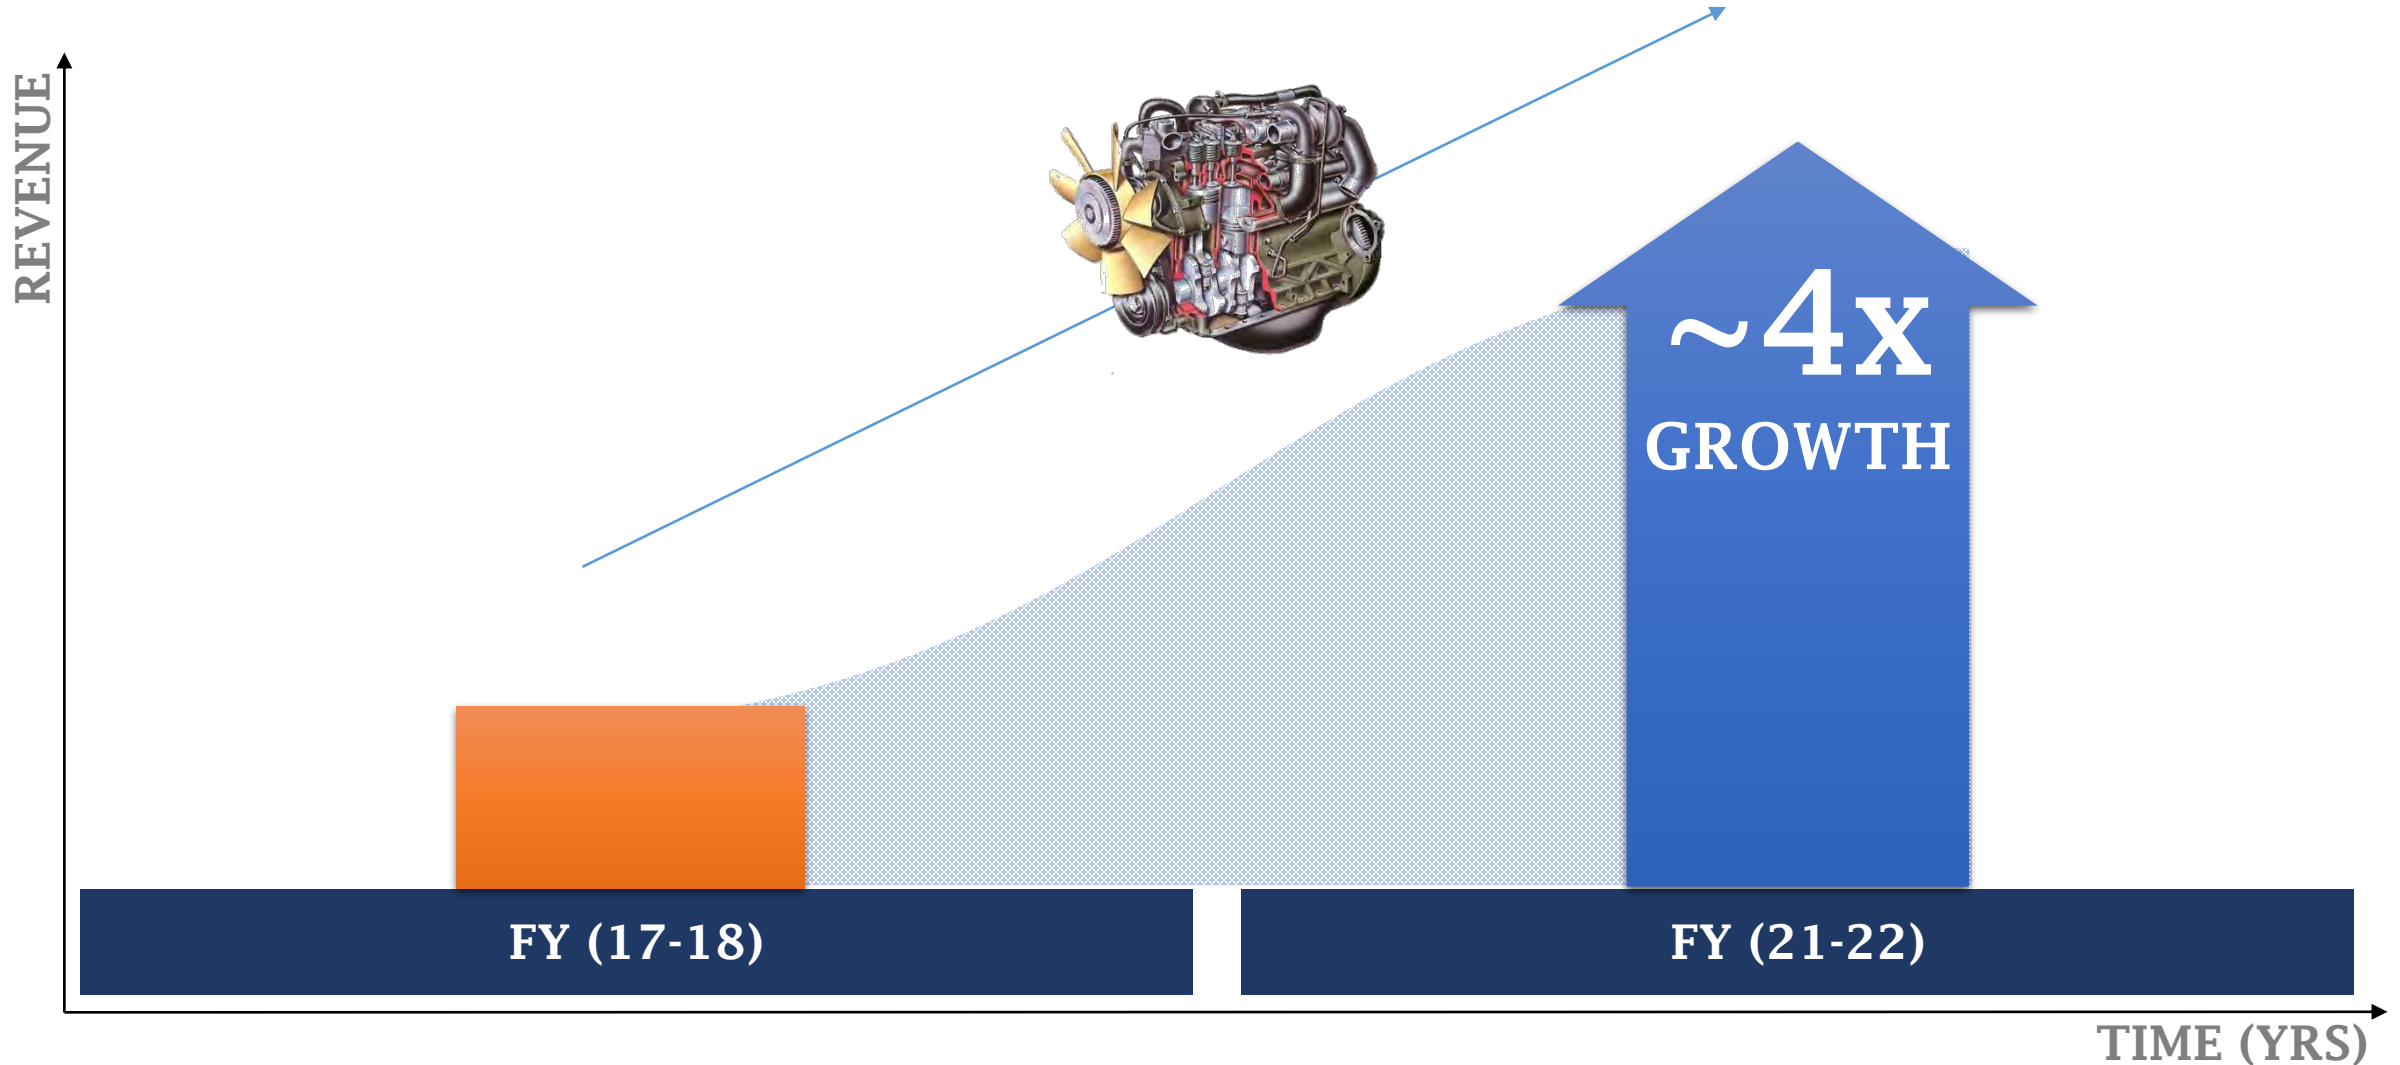 REVENUE
~4x
GROWTH
FY (17-18)
FY (21-22)
TIME (YRS)